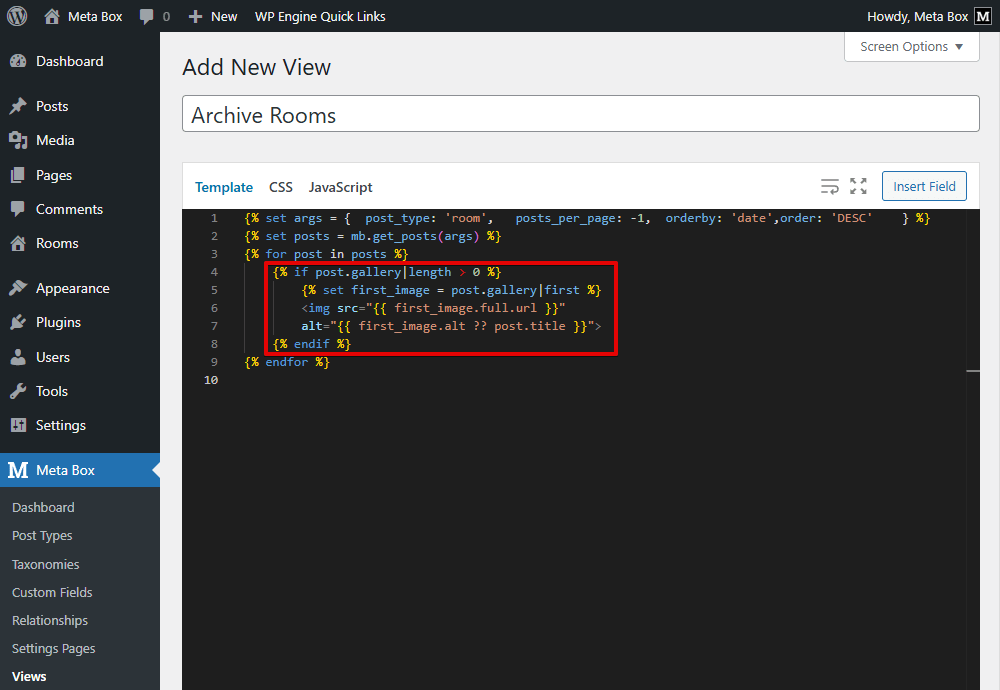 Meta Box
0
New
WP Engine Quick Links
Howdy, Meta Box
M
Screen Options
Dashboard
Posts
Media
Pages
Comments
Rooms
Appearance
Plugins
Users
Tools
Settings
M Meta Box
Dashboard
Post Types
Taxonomies
Custom Fields
Relationships
Settings Pages
Views
Add New View
Archive Rooms
Template CSS JavaScript
Insert Field
1 {% set args = {  post_type: 'room',   posts_per_page: -1,  orderby: 'date',order: 'DESC'    } %}
2 {% set posts = mb.get_posts(args) %}
3 {% for post in posts %}
4     {% if post.gallery|length > 0 %}
5         {% set first_image = post.gallery|first %}
6         <img src="{{ first_image.full.url }}"
7         alt="{{ first_image.alt ?? post.title }}">
8     {% endif %}
9 {% endfor %}
10